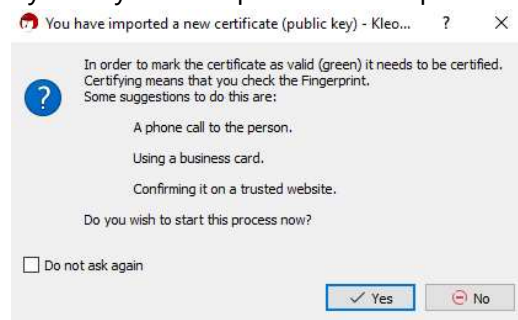 You have imported a new certificate (public key) - Kleo... ? ×
In order to mark the certificate as valid (green) it needs to be certified.
Certifying means that you check the Fingerprint.
Some suggestions to do this are:
A phone call to the person.
Using a business card.
Confirming it on a trusted website.
Do you wish to start this process now?
Do not ask again
Yes No